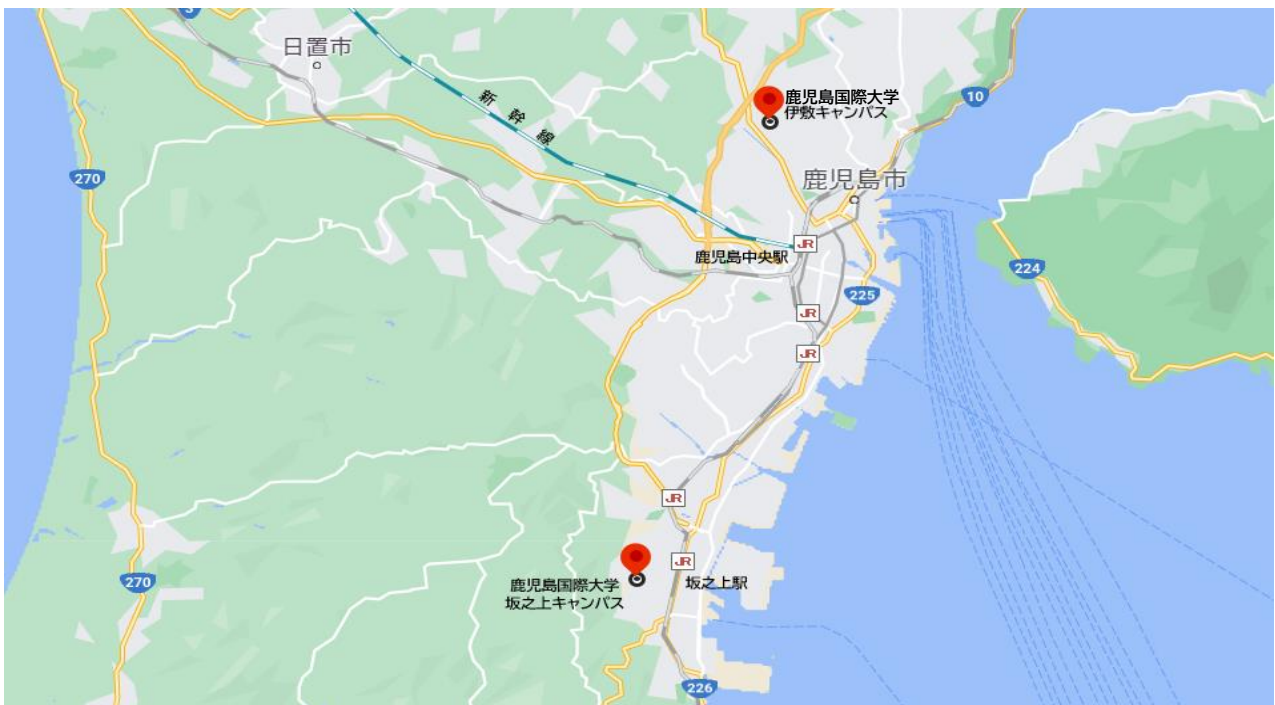 3
日置市
新幹線
270
鹿児島国際大学
伊敷キャンパス
10
鹿児島市
JR
鹿児島中央駅
224
225
JR
JR
JR
JR
坂之上駅
鹿児島国際大学
坂之上キャンパス
270
226